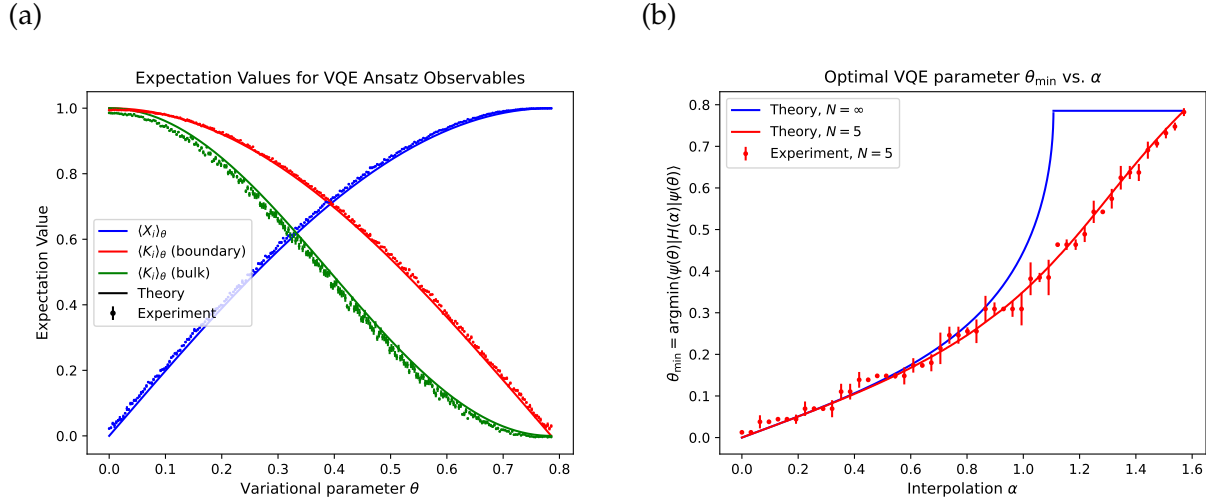 (a)
Expectation Values for VQE Ansatz Observables
Expectation Value
1.0
0.8
0.6
0.4
0.2
0.0
⟨X_i⟩_θ
⟨K_i⟩_θ (boundary)
⟨K_i⟩_θ (bulk)
Theory
Experiment
0.0 0.1 0.2 0.3 0.4 0.5 0.6 0.7 0.8
Variational parameter θ
(b)
Optimal VQE parameter θ_min vs. α
θ_min = argmin⟨ψ(θ)|H(α)|ψ(θ)⟩
0.8
0.7
0.6
0.5
0.4
0.3
0.2
0.1
0.0
Theory, N = ∞
Theory, N = 5
Experiment, N = 5
0.0 0.2 0.4 0.6 0.8 1.0 1.2 1.4 1.6
Interpolation α